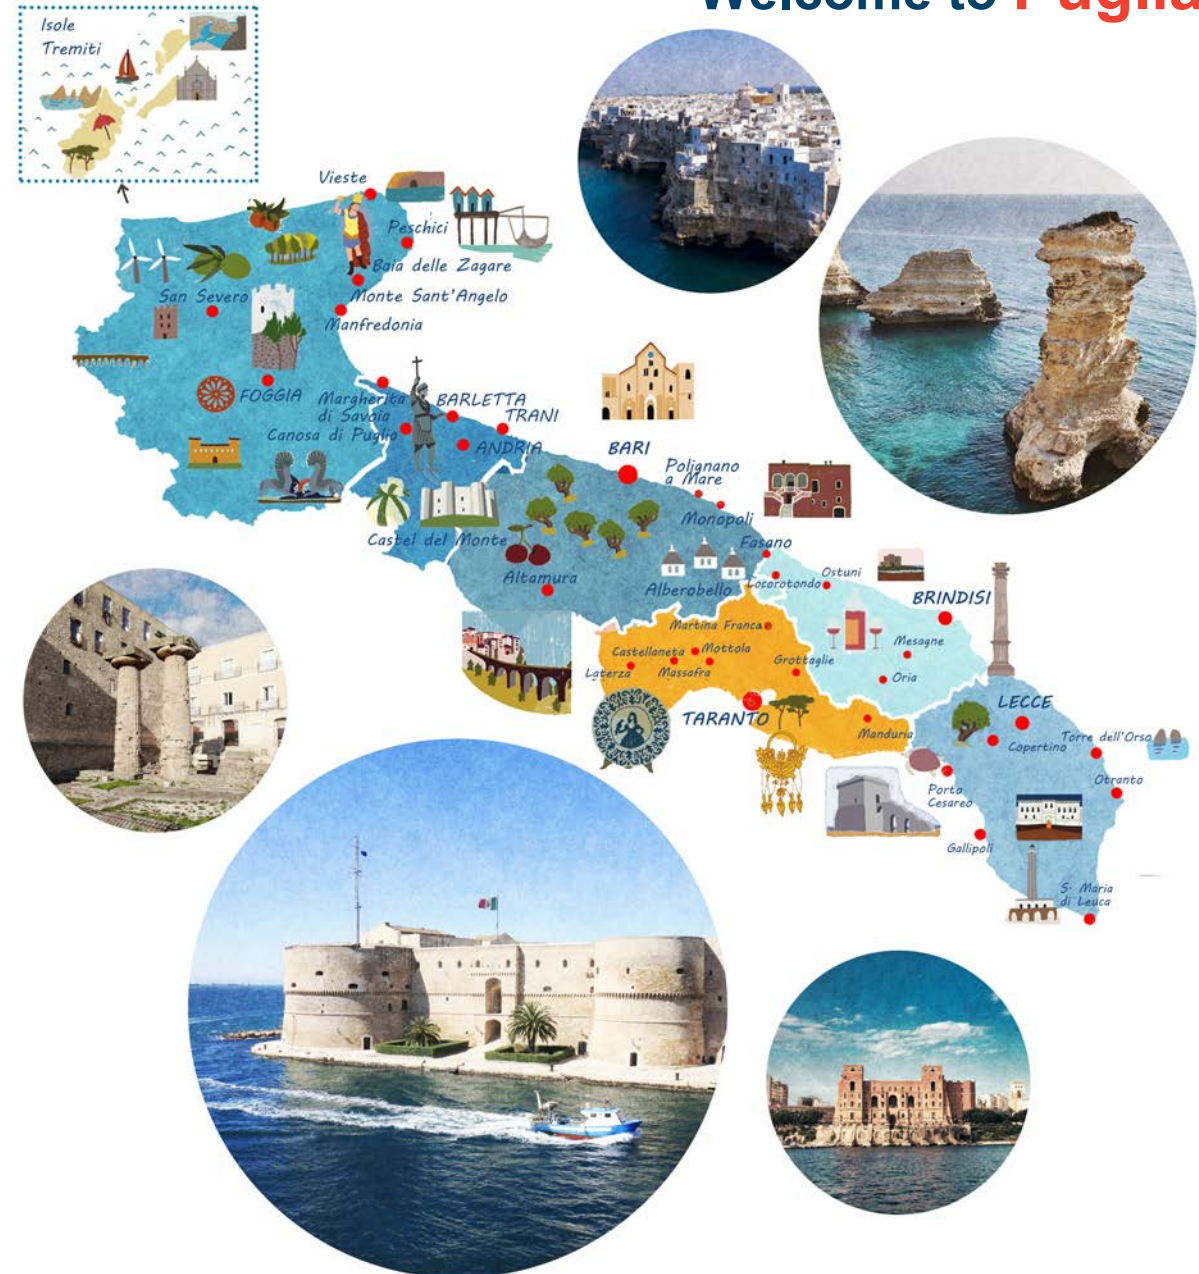 Welcome to Puglia
Isole
Tremiti
Vieste
Peschici
Baia delle Zagare
San Severo
Monte Sant'Angelo
Manfredonia
FOGGIA
Margherita
di Savoia
BARLETTA
TRANI
Canosa di Puglia
ANDRIA
BARI
Polignano
a Mare
Monopoli
Castel del Monte
Fasano
Altamura
Alberobello
Locorotondo
Ostuni
BRINDISI
Martina Franca
Mesagne
Castellaneta
Mottola
Grottaglie
Laterza
Massafra
Oria
TARANTO
LECCE
Manduria
Copertino
Torre dell'Orso
Porto
Cesareo
Otranto
Gallipoli
S. Maria
di Leuca